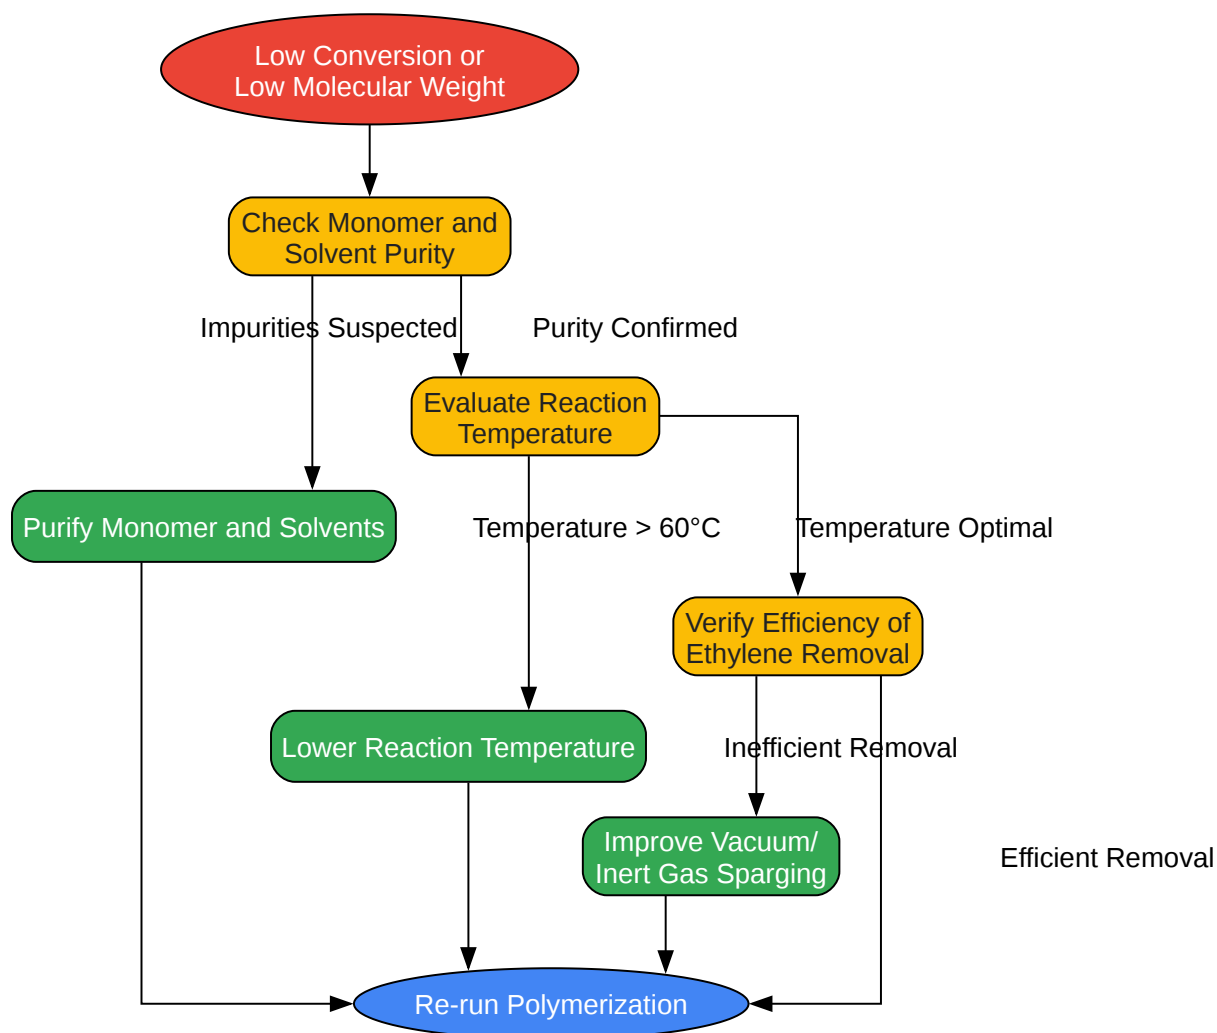 Low Conversion or
Low Molecular Weight
Check Monomer and
Solvent Purity
Impurities Suspected
Purity Confirmed
Evaluate Reaction
Temperature
Purify Monomer and Solvents
Temperature > 60°C
Temperature Optimal
Verify Efficiency of
Ethylene Removal
Lower Reaction Temperature
Inefficient Removal
Improve Vacuum/
Inert Gas Sparging
Efficient Removal
Re-run Polymerization